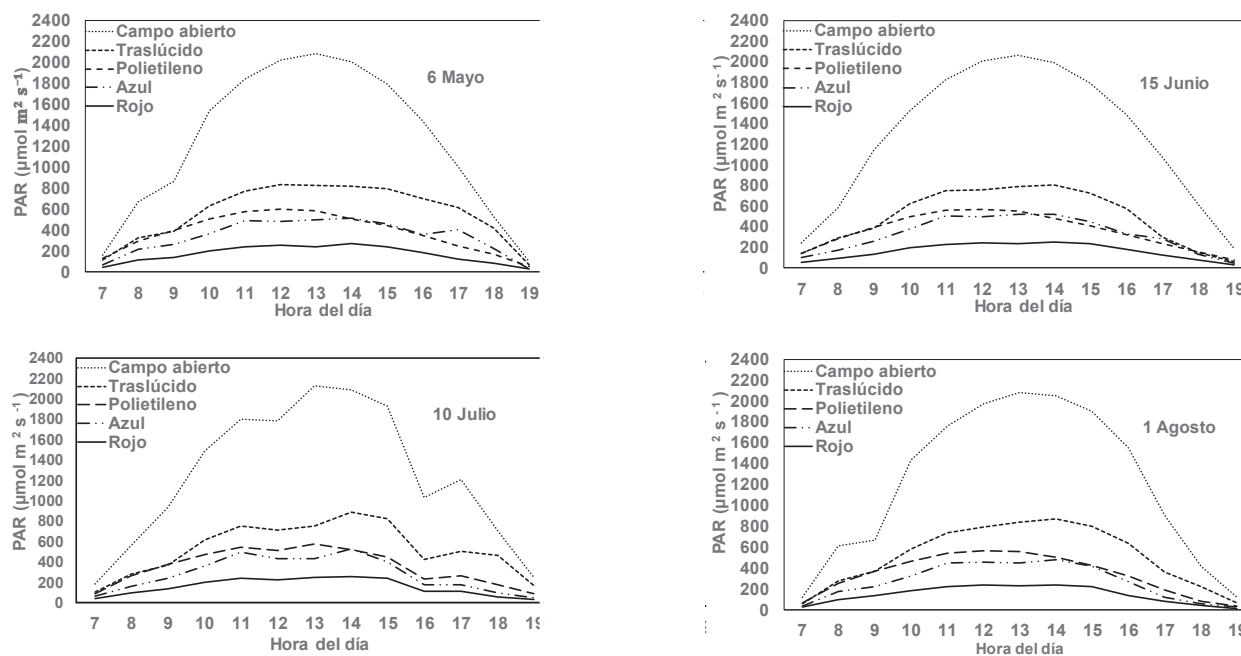 2400
2200
2000
1800
1600
1400
1200
1000
800
600
400
200
0
PAR (µmol m² s⁻¹)
Campo abierto
Traslúcido
Polietileno
Azul
Rojo
6 Mayo
7 8 9 10 11 12 13 14 15 16 17 18 19
Hora del día
2400
2200
2000
1800
1600
1400
1200
1000
800
600
400
200
0
PAR (µmol m ² s ⁻¹)
Campo abierto
Traslúcido
Polietileno
Azul
Rojo
15 Junio
7 8 9 10 11 12 13 14 15 16 17 18 19
Hora del día
2400
2200
2000
1800
1600
1400
1200
1000
800
600
400
200
0
PAR (µmol m ² s ⁻¹)
Campo abierto
Traslúcido
Polietileno
Azul
Rojo
10 Julio
7 8 9 10 11 12 13 14 15 16 17 18 19
Hora del día
2400
2200
2000
1800
1600
1400
1200
1000
800
600
400
200
0
PAR (µmol m ² s ⁻¹)
Campo abierto
Traslúcido
Polietileno
Azul
Rojo
1 Agosto
7 8 9 10 11 12 13 14 15 16 17 18 19
Hora del día